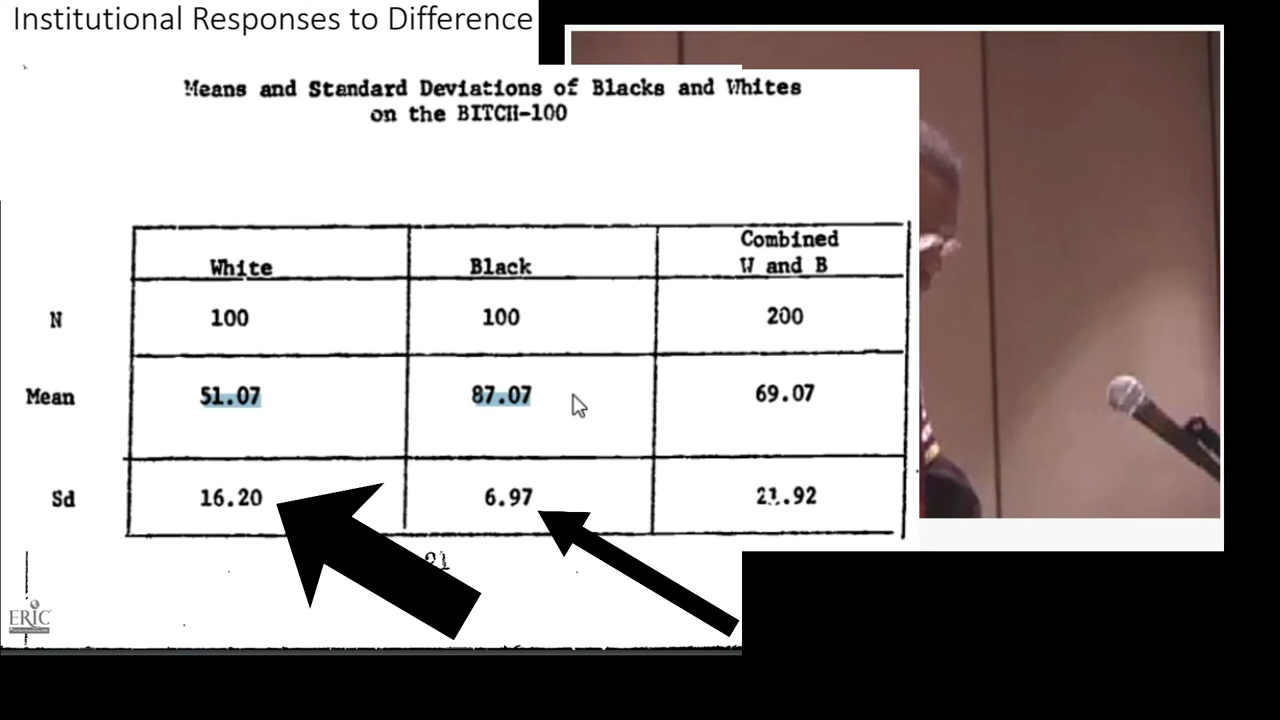 Institutional Responses to Difference
Means and Standard Deviations of Blacks and Whites
on the BITCH-100
White Black Combined W and B
N 100 100 200
Mean 51.07 87.07 69.07
Sd 16.20 6.97 21.92
21
ERIC